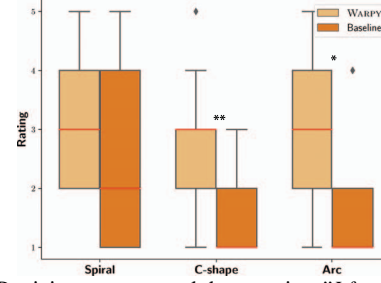 5
4
3
2
1
Rating
WARPY
Baseline
**
*
Spiral
C-shape
Arc